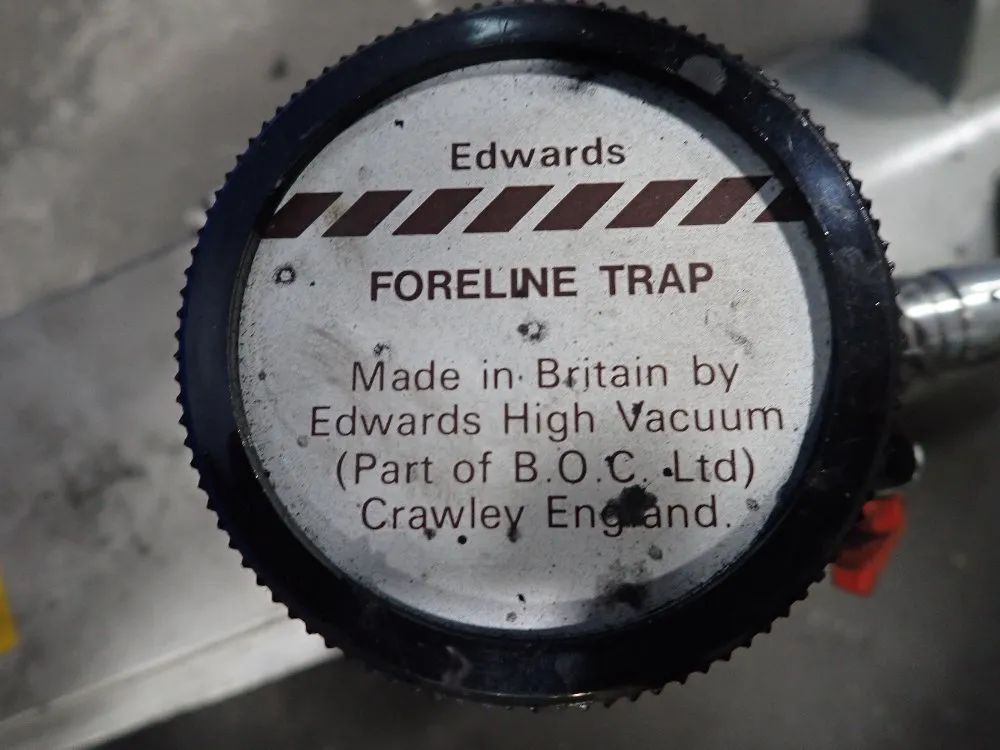 Edwards
FORELINE TRAP
Made in Britain by
Edwards High Vacuum
(Part of B.O.C. Ltd)
Crawley England.